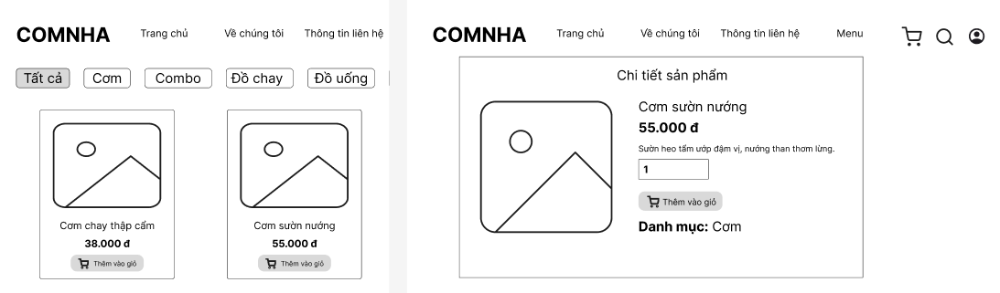 COMNHA Trang chủ Về chúng tôi Thông tin liên hệ
Tất cả Cơm Combo Đồ chay Đồ uống
Cơm chay thập cẩm
38.000 đ
Thêm vào giỏ
Cơm sườn nướng
55.000 đ
Thêm vào giỏ
COMNHA Trang chủ Về chúng tôi Thông tin liên hệ Menu
Chi tiết sản phẩm
Cơm sườn nướng
55.000 đ
Sườn heo tẩm ướp đậm vị, nướng than thơm lừng.
1
Thêm vào giỏ
Danh mục: Cơm